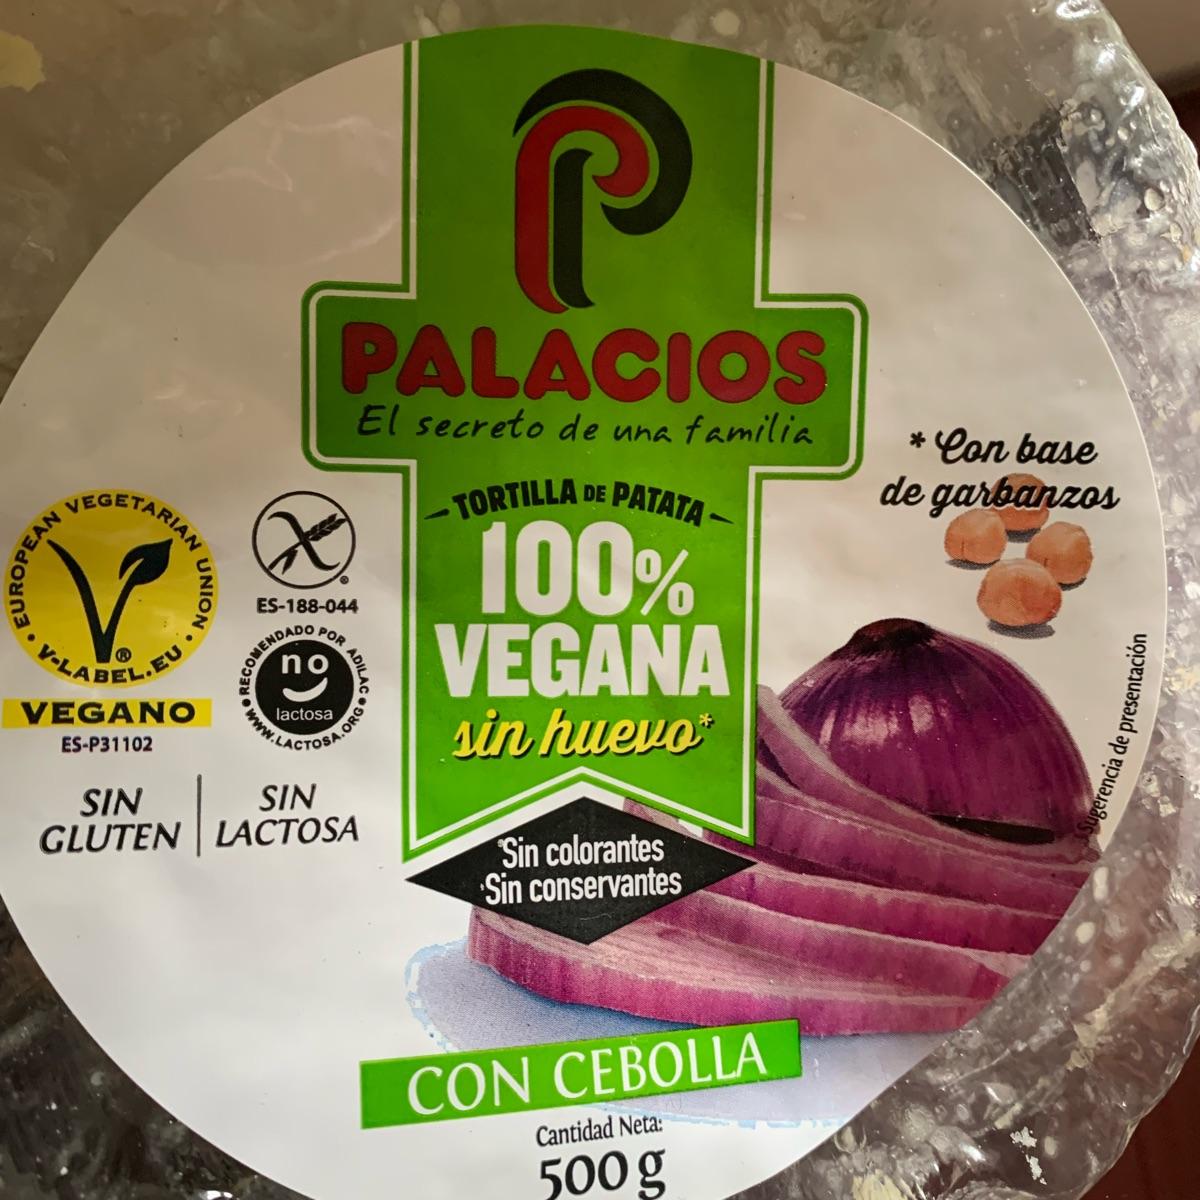 PALACIOS
El secreto de una familia
TORTILLA DE PATATA
100%
VEGANA
sin huevo*
* Con base
de garbanzos
EUROPEAN VEGETARIAN UNION
V-LABEL.EU
VEGANO
ES-P31102
ES-188-044
RECOMENDADO POR ADILAC
no
lactosa
WWW.LACTOSA.ORG
SIN
GLUTEN
SIN
LACTOSA
Sin colorantes
Sin conservantes
Sugerencia de presentación
CON CEBOLLA
Cantidad Neta:
500 g